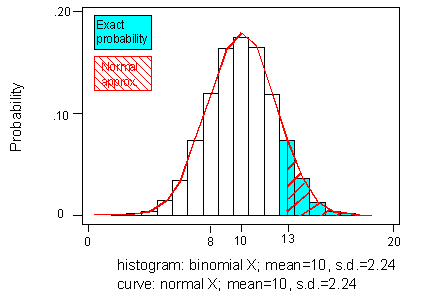 .20
Exact
probability
Normal
approx.
Probability
.10
0
0
8
10
13
20
histogram: binomial X; mean=10, s.d.=2.24
curve: normal X; mean=10, s.d.=2.24